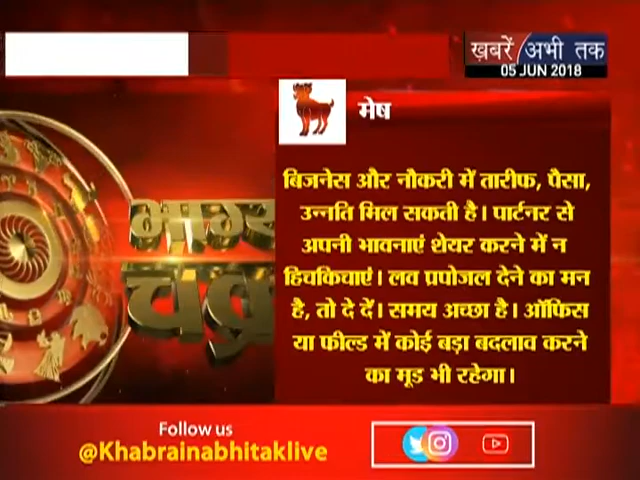 ख़बरें अभी तक
05 JUN 2018
मेष
बिजनेस और नौकरी में तारीफ, पैसा,
उन्नति मिल सकती है। पार्टनर से
अपनी भावनाएं शेयर करने में न
हिचकिचाएं। लव प्रपोजल देने का मन
है, तो दे दें। समय अच्छा है। ऑफिस
या फील्ड में कोई बड़ा बदलाव करने
का मूड भी रहेगा।
भाग्य
चक्र
Follow us
@Khabrainabhitaklive